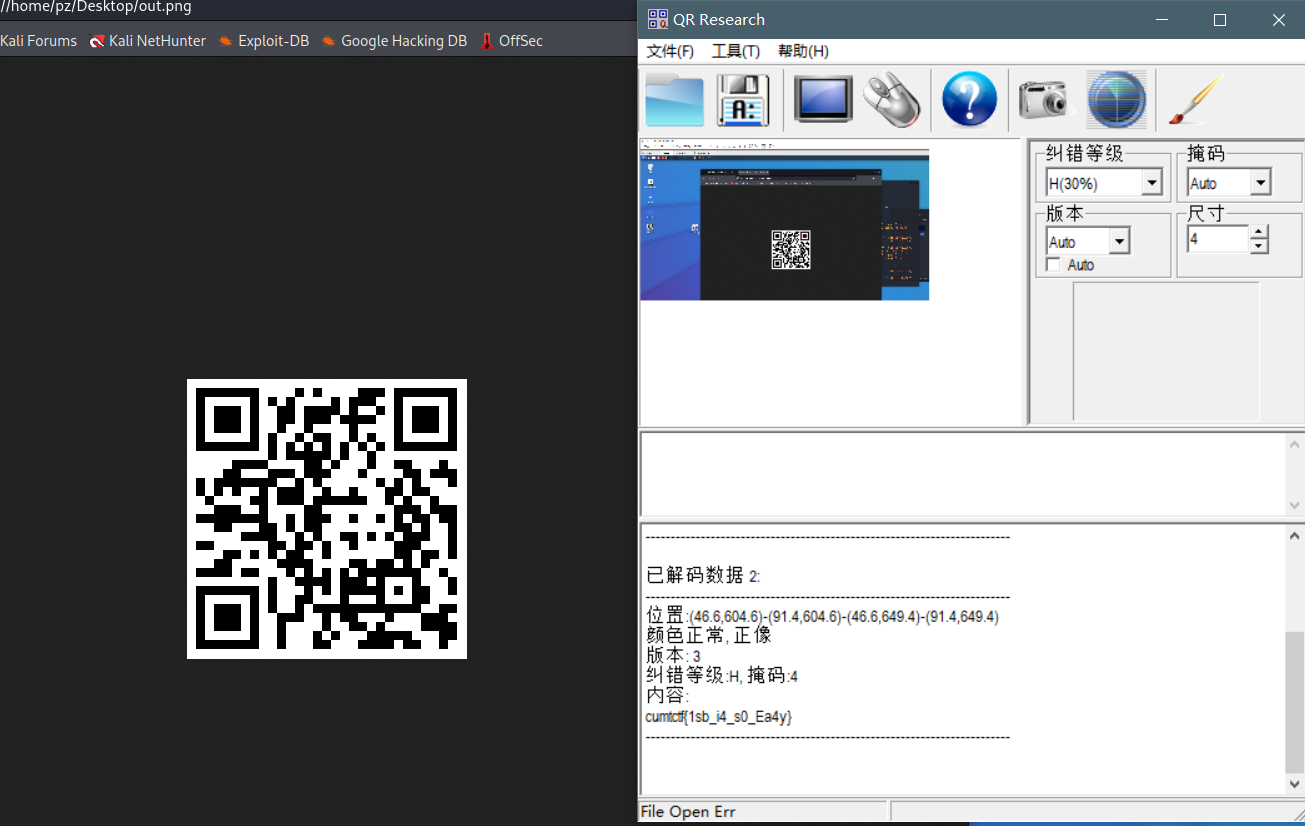 //home/pz/Desktop/out.png
Kali Forums Kali NetHunter Exploit-DB Google Hacking DB OffSec
QR Research
文件(F) 工具(T) 帮助(H)
A:
纠错等级 掩码
H(30%) Auto
版本 尺寸
Auto 4
Auto
已解码数据 2:
位置:(46.6,604.6)-(91.4,604.6)-(46.6,649.4)-(91.4,649.4)
颜色正常, 正像
版本: 3
纠错等级:H, 掩码:4
内容:
cumtctf{1sb_i4_s0_Ea4y}
File Open Err